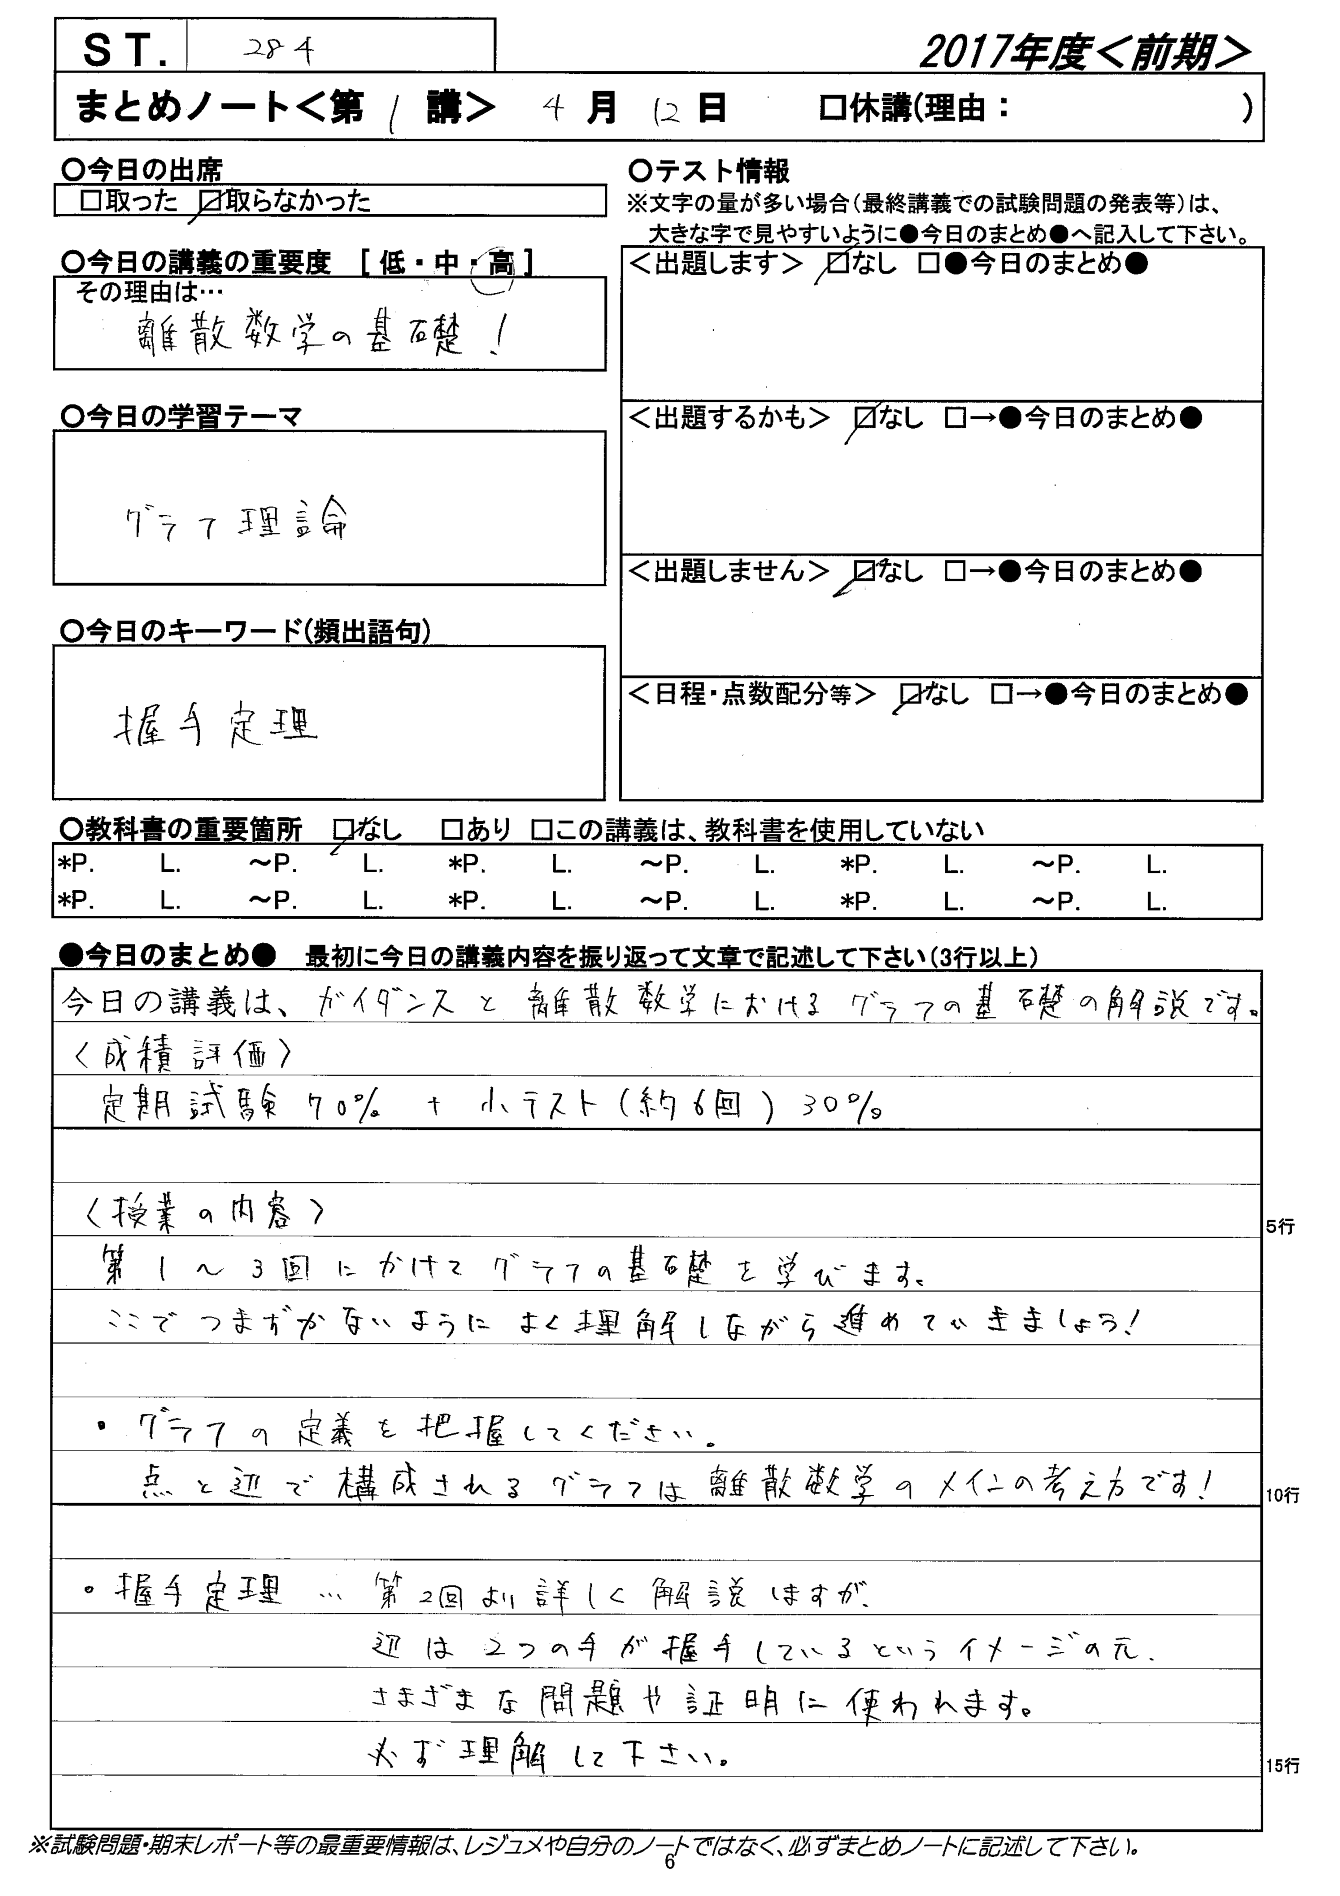 ST. 284
2017年度＜前期＞
まとめノート＜第 1 講＞ 4 月 12 日 □休講(理由： )
○今日の出席
□取った ☑取らなかった
○今日の講義の重要度 [ 低・中・高 ]
その理由は…
離散数学の基礎！
○今日の学習テーマ
グラフ理論
○今日のキーワード(頻出語句)
握手定理
○テスト情報
※文字の量が多い場合(最終講義での試験問題の発表等)は、
大きな字で見やすいように●今日のまとめ●へ記入して下さい。
＜出題します＞ ☑なし □●今日のまとめ●
＜出題するかも＞ ☑なし □→●今日のまとめ●
＜出題しません＞ ☑なし □→●今日のまとめ●
＜日程・点数配分等＞ ☑なし □→●今日のまとめ●
○教科書の重要箇所 ☑なし □あり □この講義は、教科書を使用していない
*P. L. ～P. L. *P. L. ～P. L. *P. L. ～P. L.
*P. L. ～P. L. *P. L. ～P. L. *P. L. ～P. L.
●今日のまとめ● 最初に今日の講義内容を振り返って文章で記述して下さい(3行以上)
今日の講義は、ガイダンスと離散数学におけるグラフの基礎の解説です。
〈成績評価〉
定期試験 70% + 小テスト(約6回) 30%
〈授業の内容〉
5行
第1～3回にかけてグラフの基礎を学びます。
ここでつまずかないようによく理解しながら進めていきましょう！
・グラフの定義を把握してください。
点と辺で構成されるグラフは離散数学のメインの考え方です！
10行
・握手定理 … 第2回より詳しく解説しますが、
辺は2つの手が握手しているというイメージの元、
さまざまな問題や証明に使われます。
必ず理解して下さい。
15行
※試験問題・期末レポート等の最重要情報は、レジュメや自分のノートではなく、必ずまとめノートに記述して下さい。
6